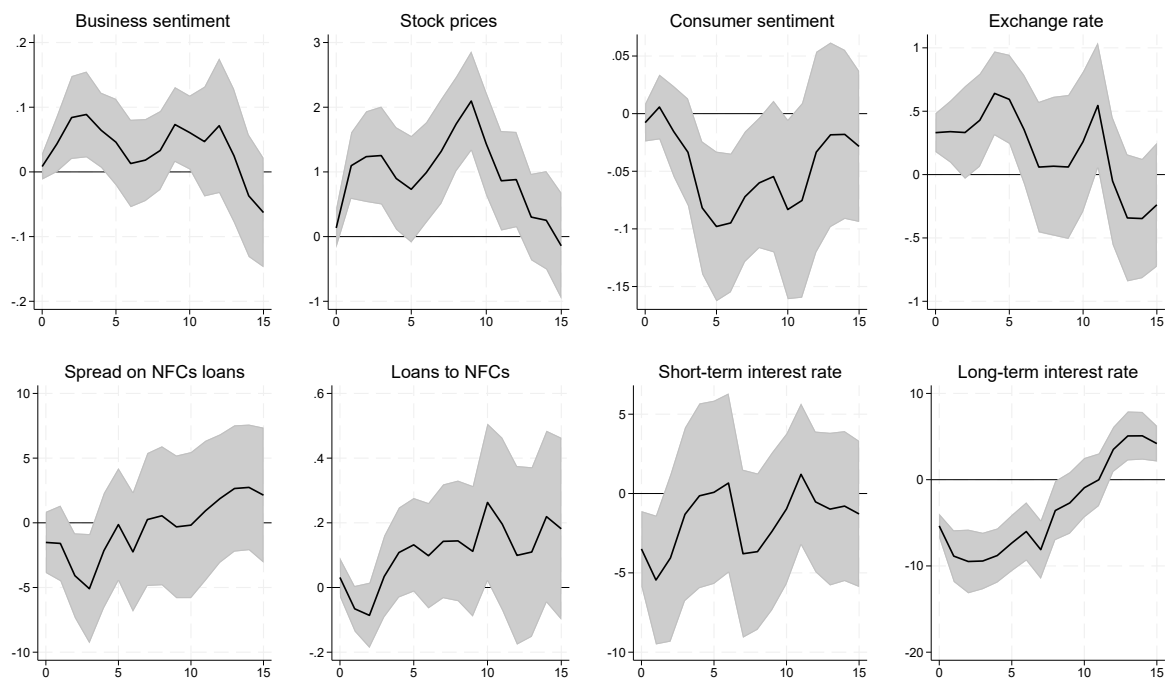 Business sentiment
.2
.1
0
-.1
-.2
0 5 10 15
Stock prices
3
2
1
0
-1
0 5 10 15
Consumer sentiment
.05
0
-.05
-.1
-.15
0 5 10 15
Exchange rate
1
.5
0
-.5
-1
0 5 10 15
Spread on NFCs loans
10
5
0
-5
-10
0 5 10 15
Loans to NFCs
.6
.4
.2
0
-.2
0 5 10 15
Short-term interest rate
5
0
-5
-10
0 5 10 15
Long-term interest rate
10
0
-10
-20
0 5 10 15